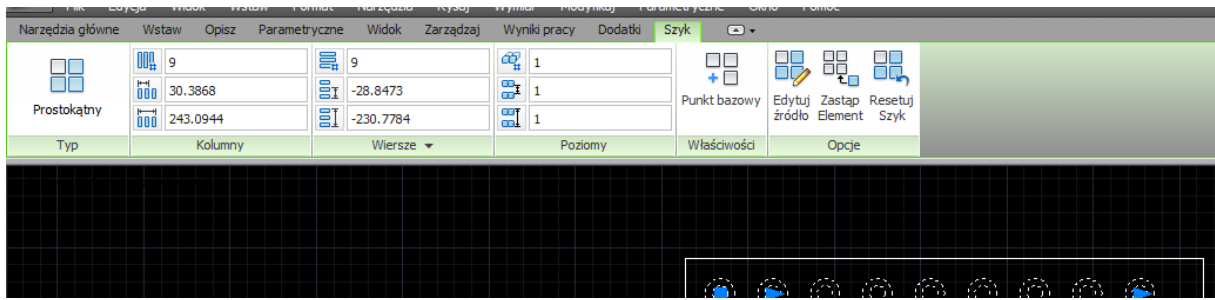 Narzędzia główne Wstaw Opisz Parametryczne Widok Zarządzaj Wyniki pracy Dodatki Szyk
9 9 1
30.3868 -28.8473 1
243.0944 -230.7784 1
Prostokątny
Punkt bazowy
Edytuj źródło
Zastąp Element
Resetuj Szyk
Typ Kolumny Wiersze Poziomy Właściwości Opcje